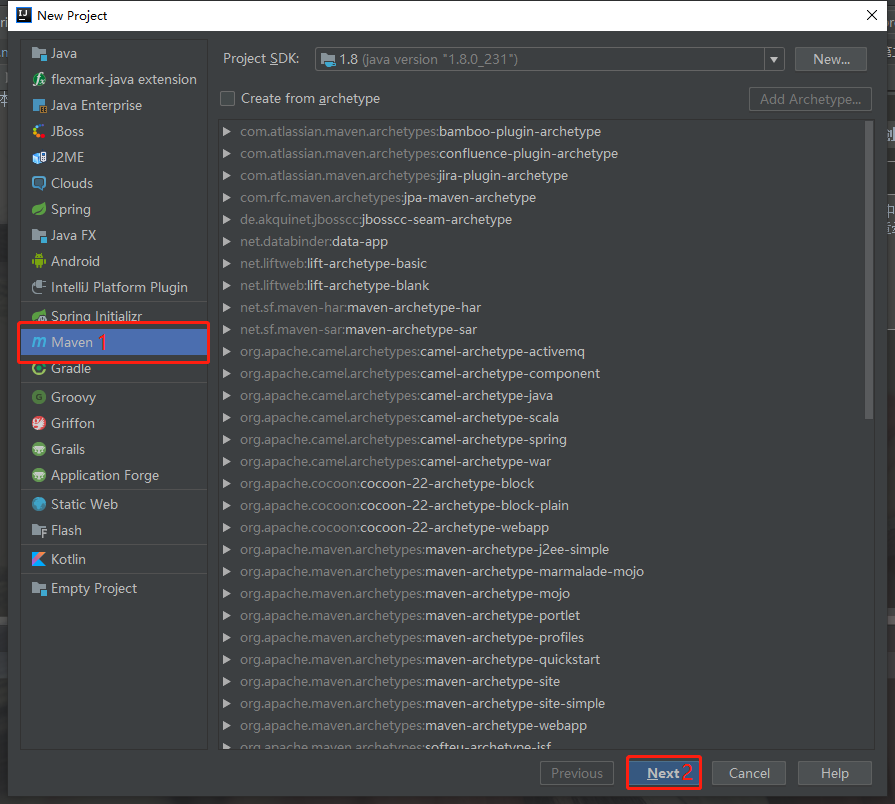 New Project
Java
flexmark-java extension
Java Enterprise
JBoss
J2ME
Clouds
Spring
Java FX
Android
IntelliJ Platform Plugin
Spring Initializr
Maven 1
Gradle
Groovy
Griffon
Grails
Application Forge
Static Web
Flash
Kotlin
Empty Project
Project SDK: 1.8 (java version "1.8.0_231") New...
Create from archetype Add Archetype...
com.atlassian.maven.archetypes:bamboo-plugin-archetype
com.atlassian.maven.archetypes:confluence-plugin-archetype
com.atlassian.maven.archetypes:jira-plugin-archetype
com.rfc.maven.archetypes:jpa-maven-archetype
de.akquinet.jbosscc:jbosscc-seam-archetype
net.databinder:data-app
net.liftweb:lift-archetype-basic
net.liftweb:lift-archetype-blank
net.sf.maven-har:maven-archetype-har
net.sf.maven-sar:maven-archetype-sar
org.apache.camel.archetypes:camel-archetype-activemq
org.apache.camel.archetypes:camel-archetype-component
org.apache.camel.archetypes:camel-archetype-java
org.apache.camel.archetypes:camel-archetype-scala
org.apache.camel.archetypes:camel-archetype-spring
org.apache.camel.archetypes:camel-archetype-war
org.apache.cocoon:cocoon-22-archetype-block
org.apache.cocoon:cocoon-22-archetype-block-plain
org.apache.cocoon:cocoon-22-archetype-webapp
org.apache.maven.archetypes:maven-archetype-j2ee-simple
org.apache.maven.archetypes:maven-archetype-marmalade-mojo
org.apache.maven.archetypes:maven-archetype-mojo
org.apache.maven.archetypes:maven-archetype-portlet
org.apache.maven.archetypes:maven-archetype-profiles
org.apache.maven.archetypes:maven-archetype-quickstart
org.apache.maven.archetypes:maven-archetype-site
org.apache.maven.archetypes:maven-archetype-site-simple
org.apache.maven.archetypes:maven-archetype-webapp
org.apache.maven.archetypes:softeu-archetype-jsf
Previous Next 2 Cancel Help